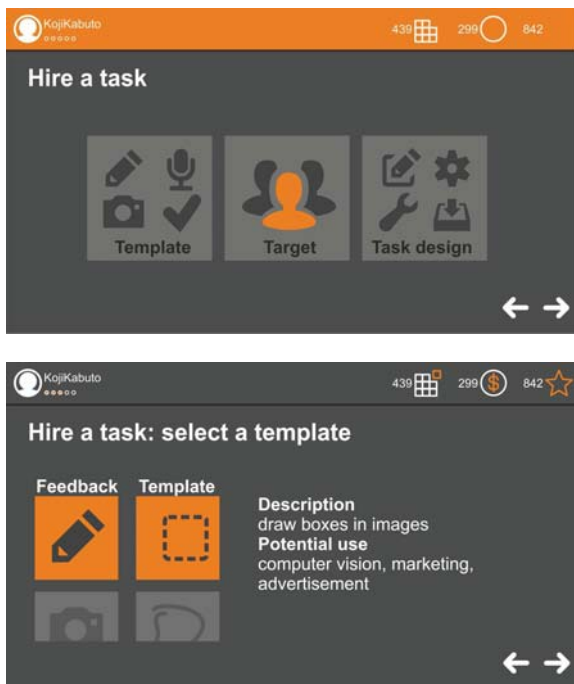 KojiKabuto
439 299 842
Hire a task
Template Target Task design
KojiKabuto
439 299 $ 842
Hire a task: select a template
Feedback Template
Description
draw boxes in images
Potential use
computer vision, marketing,
advertisement